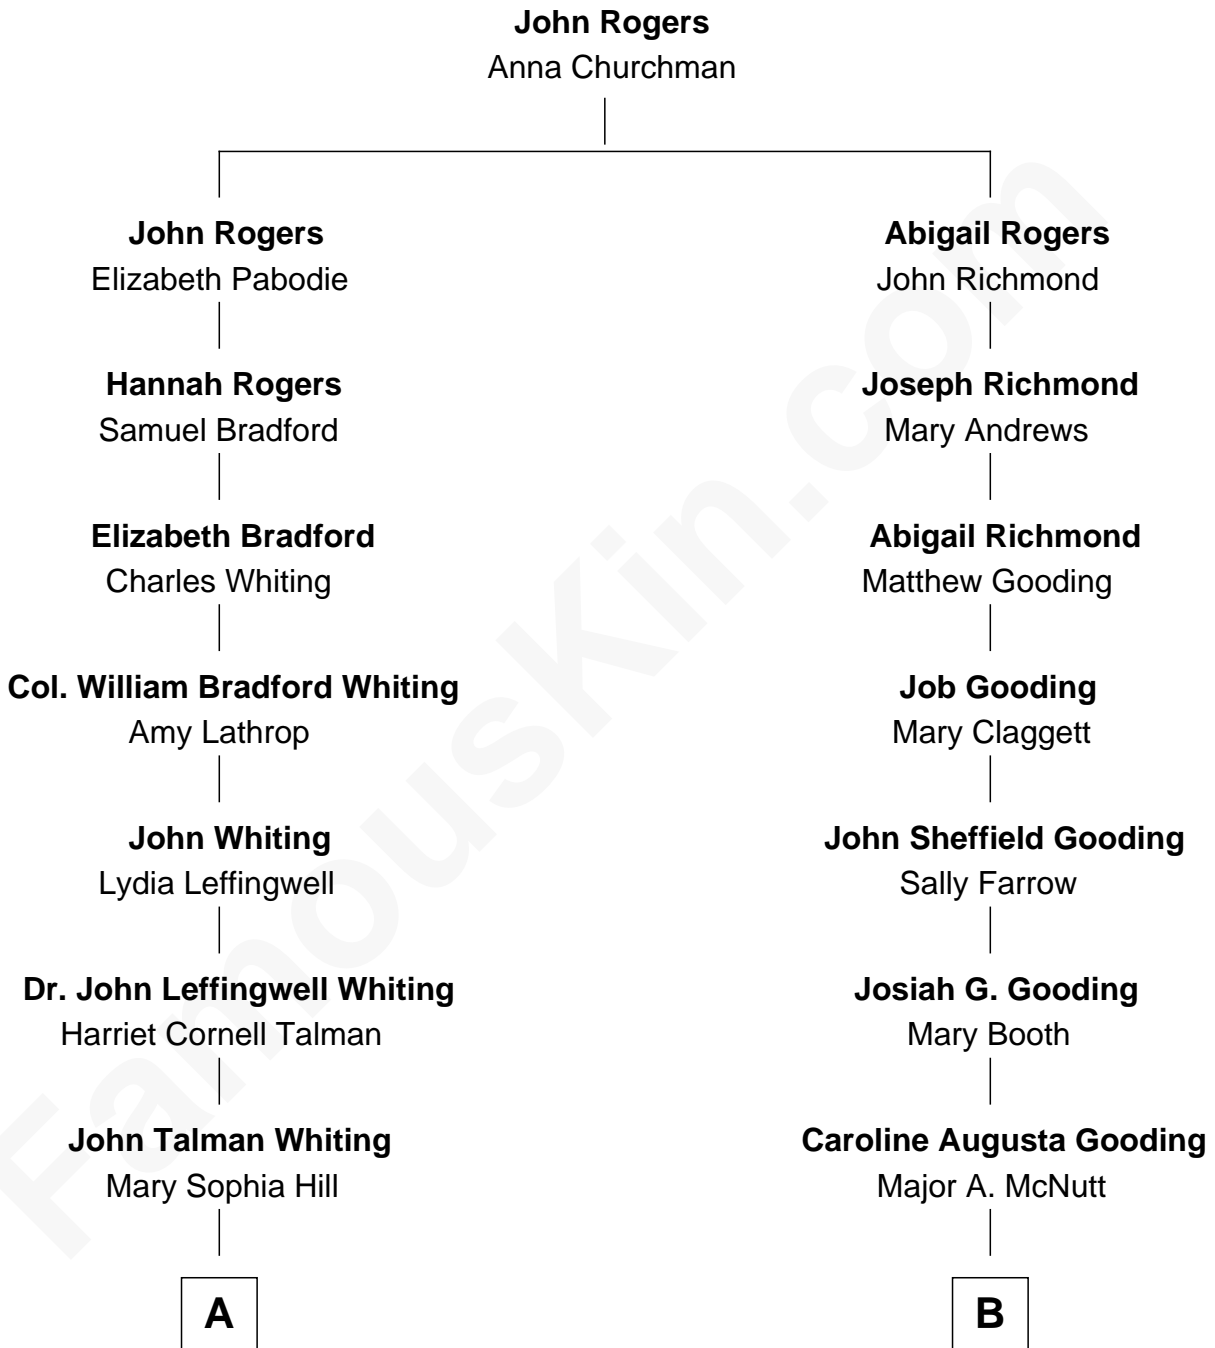 John Rogers
Anna Churchman
John Rogers
Elizabeth Pabodie
Abigail Rogers
John Richmond
Hannah Rogers
Samuel Bradford
Joseph Richmond
Mary Andrews
Elizabeth Bradford
Charles Whiting
Abigail Richmond
Matthew Gooding
Col. William Bradford Whiting
Amy Lathrop
Job Gooding
Mary Claggett
John Whiting
Lydia Leffingwell
John Sheffield Gooding
Sally Farrow
Dr. John Leffingwell Whiting
Harriet Cornell Talman
Josiah G. Gooding
Mary Booth
John Talman Whiting
Mary Sophia Hill
Caroline Augusta Gooding
Major A. McNutt
A
B
FamousKin.com